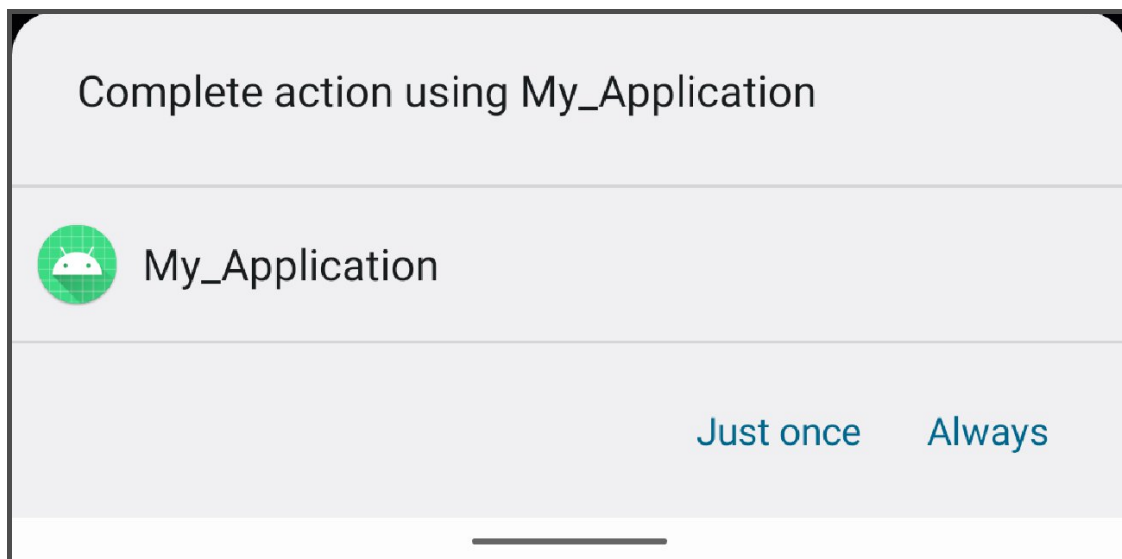 Complete action using My_Application
My_Application
Just once Always